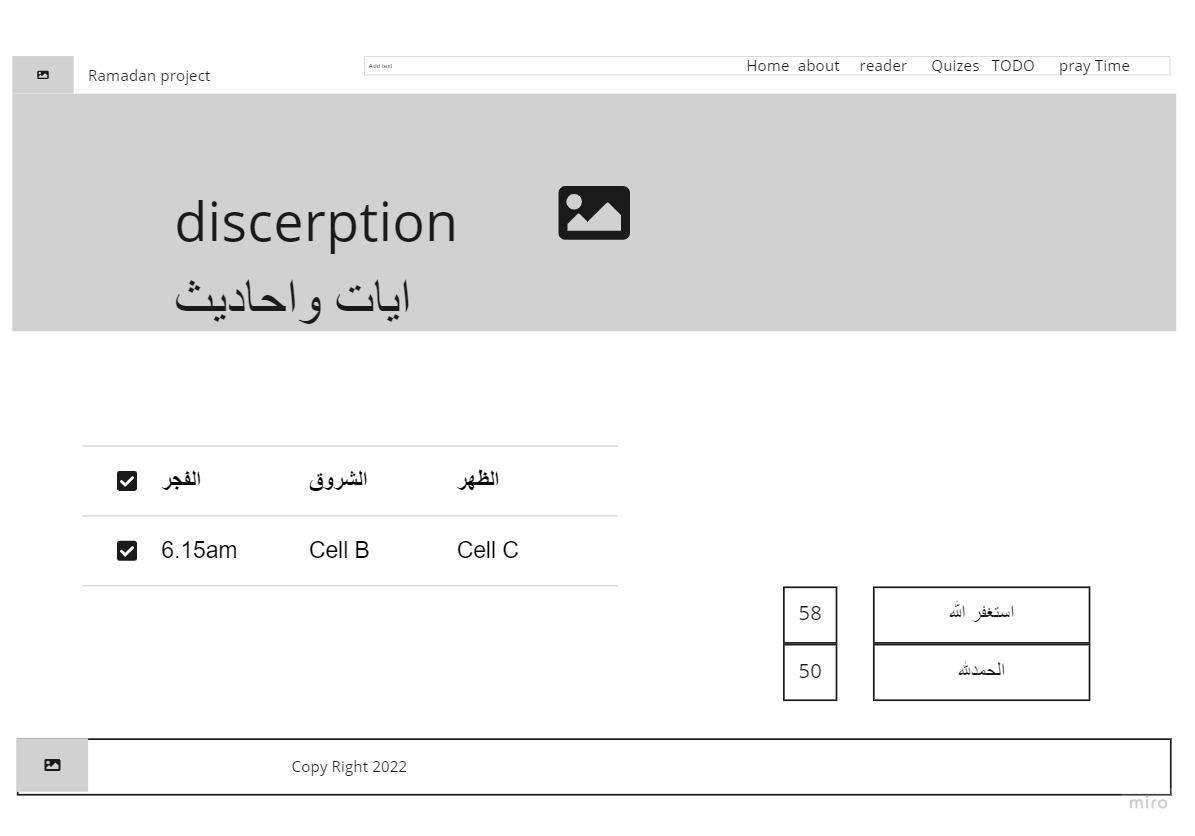 Ramadan project
Add text
Home about reader Quizes TODO pray Time
discerption
ايات واحاديث
الفجر الشروق الظهر
6.15am Cell B Cell C
58 استغفر الله
50 الحمدلله
Copy Right 2022
miro